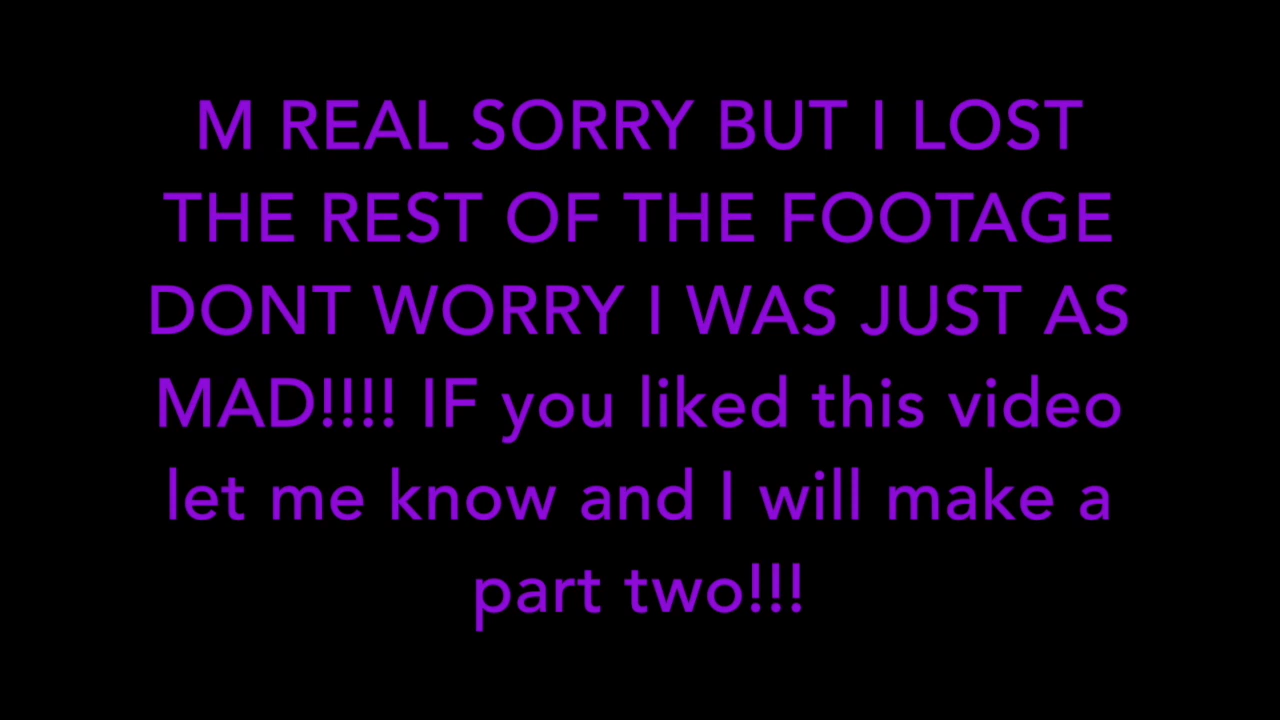 M REAL SORRY BUT I LOST
THE REST OF THE FOOTAGE
DONT WORRY I WAS JUST AS
MAD!!!! IF you liked this video
let me know and I will make a
part two!!!